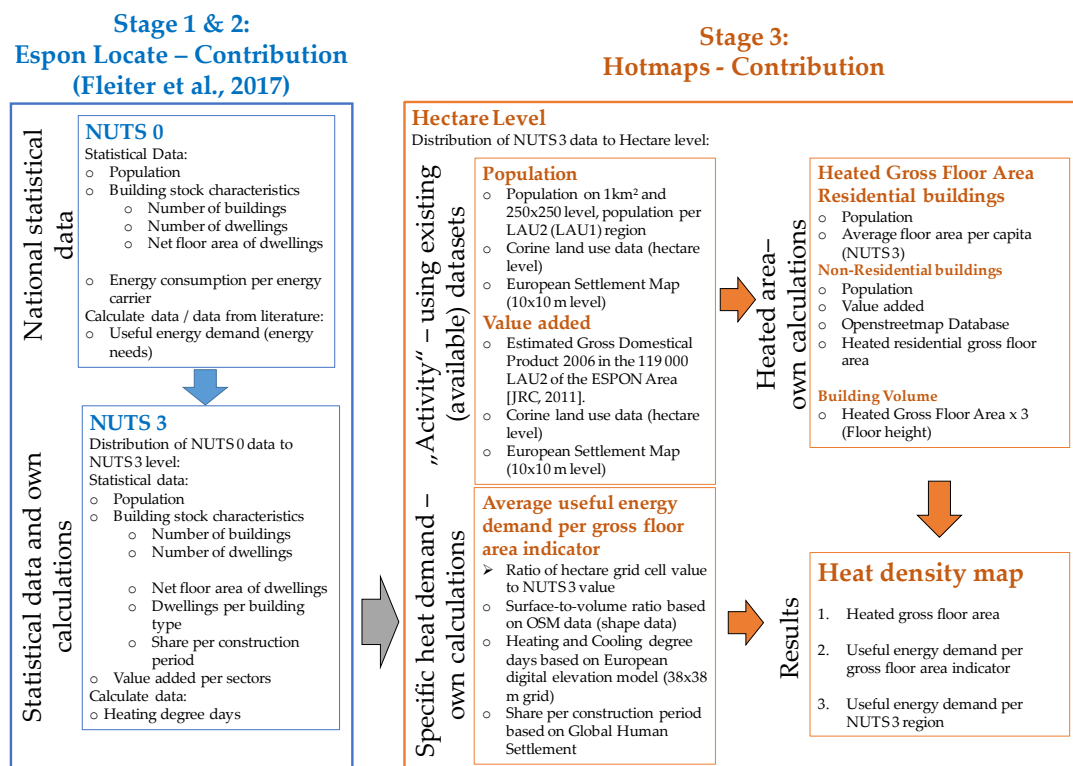 Stage 1 & 2:
Espon Locate – Contribution
(Fleiter et al., 2017)
National statistical
data
NUTS 0
Statistical Data:
o Population
o Building stock characteristics
o Number of buildings
o Number of dwellings
o Net floor area of dwellings
o Energy consumption per energy
carrier
Calculate data / data from literature:
o Useful energy demand (energy
needs)
Statistical data and own
calculations
NUTS 3
Distribution of NUTS 0 data to
NUTS 3 level:
Statistical data:
o Population
o Building stock characteristics
o Number of buildings
o Number of dwellings
o Net floor area of dwellings
o Dwellings per building
type
o Share per construction
period
o Value added per sectors
Calculate data:
o Heating degree days
Stage 3:
Hotmaps - Contribution
Hectare Level
Distribution of NUTS 3 data to Hectare level:
„Activity“ – using existing
(available) datasets
Population
o Population on 1km² and
250x250 level, population per
LAU2 (LAU1) region
o Corine land use data (hectare
level)
o European Settlement Map
(10x10 m level)
Value added
o Estimated Gross Domestical
Product 2006 in the 119 000
LAU2 of the ESPON Area
[JRC, 2011].
o Corine land use data (hectare
level)
o European Settlement Map
(10x10 m level)
Heated area–
own calculations
Heated Gross Floor Area
Residential buildings
o Population
o Average floor area per capita
(NUTS 3)
Non-Residential buildings
o Population
o Value added
o Openstreetmap Database
o Heated residential gross floor
area
Building Volume
o Heated Gross Floor Area x 3
(Floor height)
Specific heat demand –
own calculations
Average useful energy
demand per gross floor
area indicator
➢ Ratio of hectare grid cell value
to NUTS 3 value
o Surface-to-volume ratio based
on OSM data (shape data)
o Heating and Cooling degree
days based on European
digital elevation model (38x38
m grid)
o Share per construction period
based on Global Human
Settlement
Results
Heat density map
1. Heated gross floor area
2. Useful energy demand per
gross floor area indicator
3. Useful energy demand per
NUTS 3 region